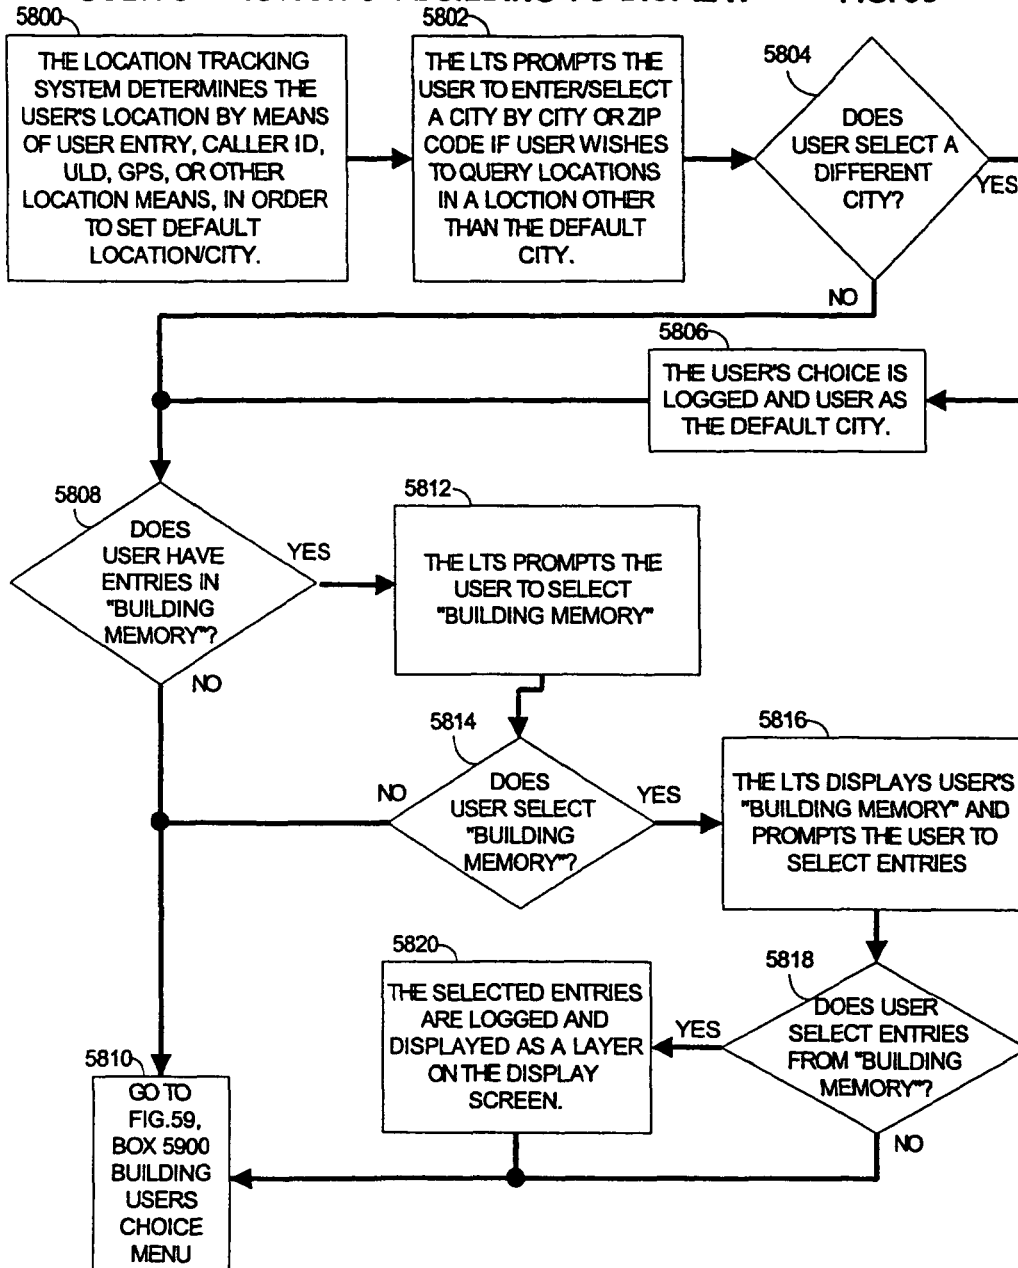 5800
THE LOCATION TRACKING
SYSTEM DETERMINES THE
USER'S LOCATION BY MEANS
OF USER ENTRY, CALLER ID,
ULD, GPS, OR OTHER
LOCATION MEANS, IN ORDER
TO SET DEFAULT
LOCATION/CITY.
5802
THE LTS PROMPTS THE
USER TO ENTER/SELECT
A CITY BY CITY OR ZIP
CODE IF USER WISHES
TO QUERY LOCATIONS
IN A LOCTION OTHER
THAN THE DEFAULT
CITY.
5804
DOES
USER SELECT A
DIFFERENT
CITY?
YES
NO
5806
THE USER'S CHOICE IS
LOGGED AND USER AS
THE DEFAULT CITY.
5808
DOES
USER HAVE
ENTRIES IN
"BUILDING
MEMORY"?
YES
NO
5812
THE LTS PROMPTS THE
USER TO SELECT
"BUILDING MEMORY"
5814
DOES
USER SELECT
"BUILDING
MEMORY"?
NO
YES
5816
THE LTS DISPLAYS USER'S
"BUILDING MEMORY" AND
PROMPTS THE USER TO
SELECT ENTRIES
5818
DOES USER
SELECT ENTRIES
FROM "BUILDING
MEMORY"?
YES
NO
5820
THE SELECTED ENTRIES
ARE LOGGED AND
DISPLAYED AS A LAYER
ON THE DISPLAY
SCREEN.
5810
GO TO
FIG.59,
BOX 5900
BUILDING
USERS
CHOICE
MENU